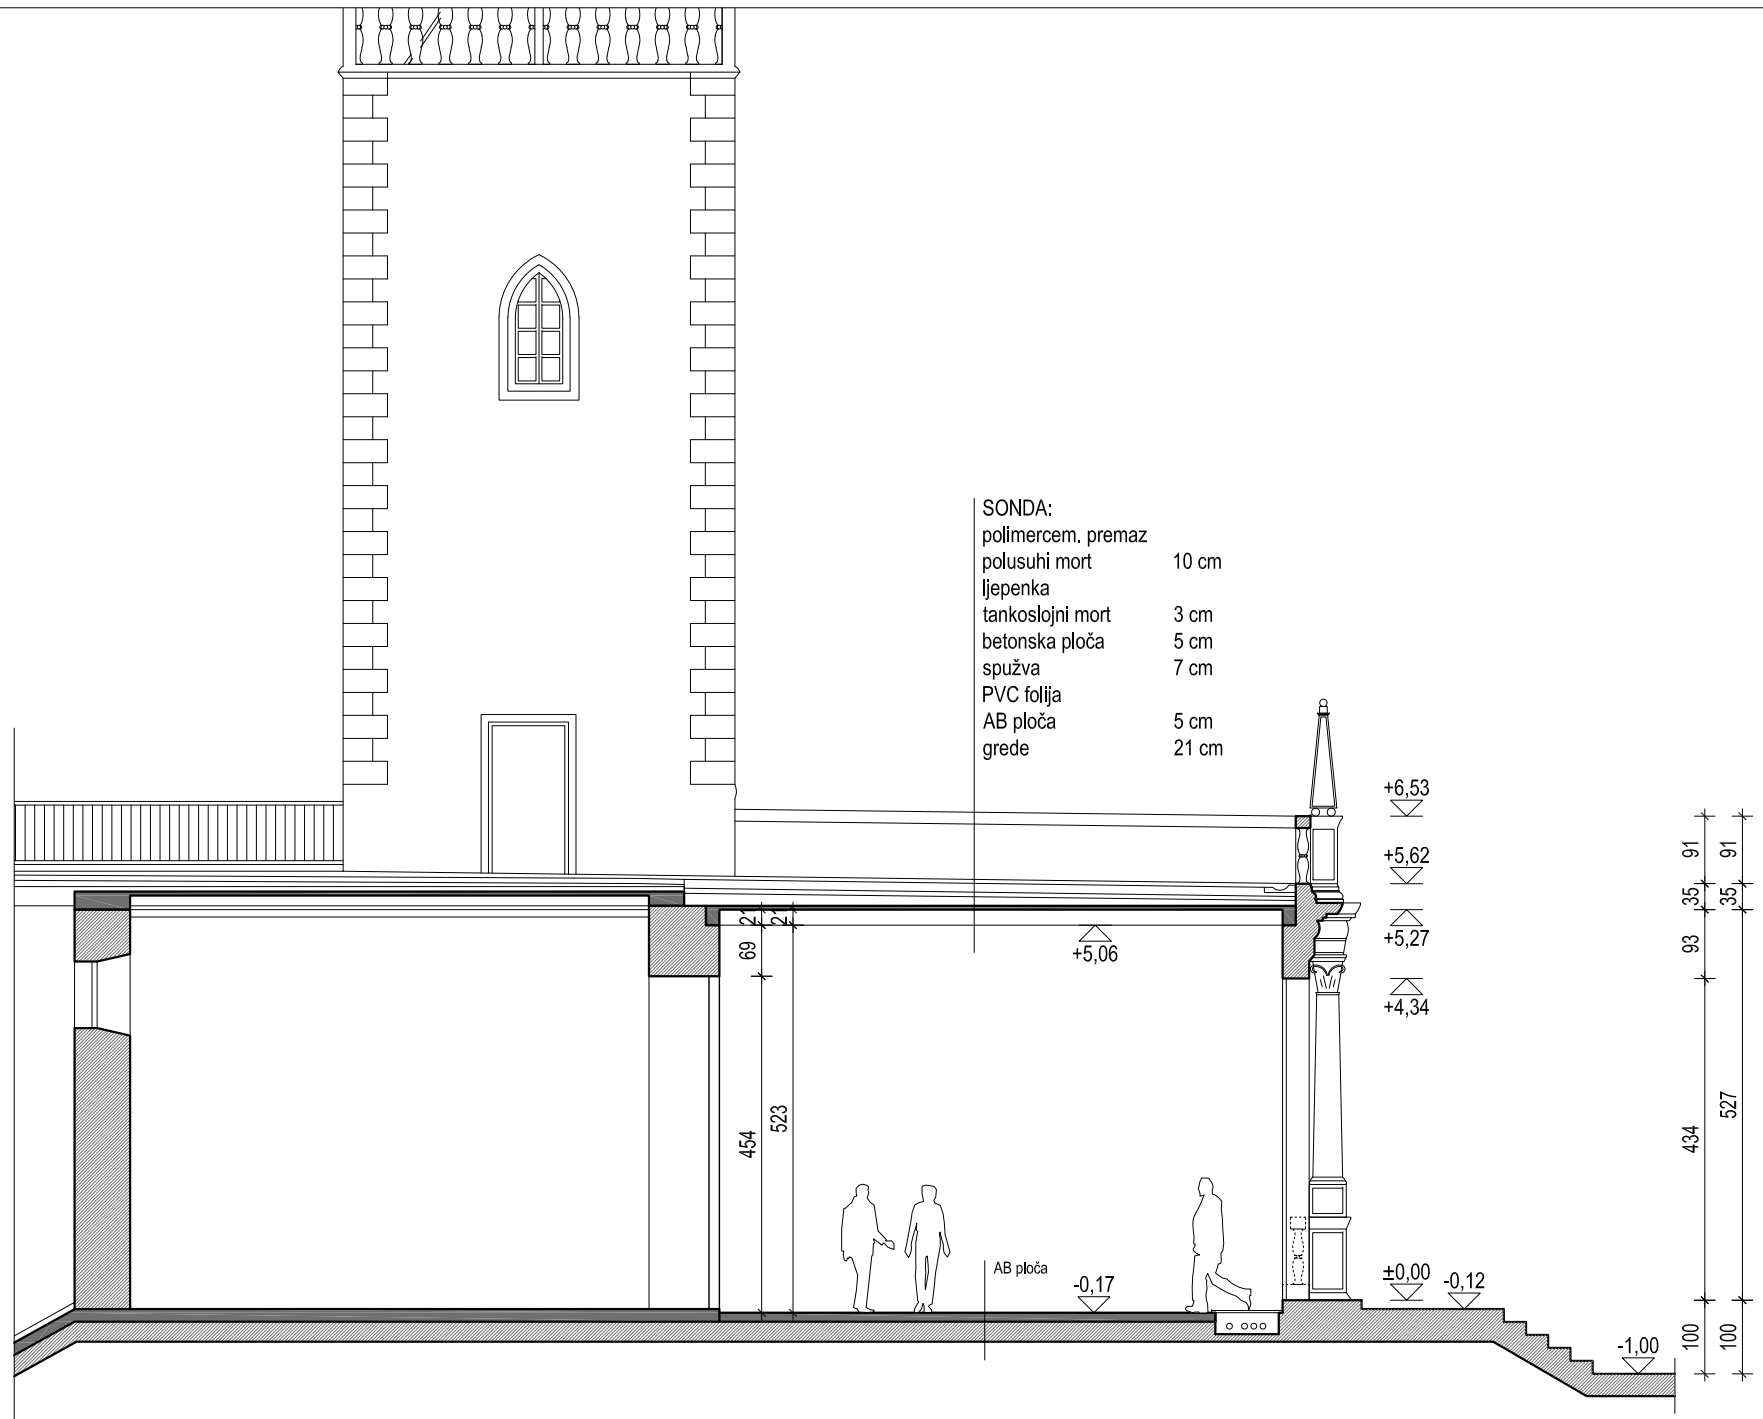 SONDA:
polimercem. premaz
polusuhi mort 10 cm
ljepenka
tankoslojni mort 3 cm
betonska ploča 5 cm
spužva 7 cm
PVC folija
AB ploča 5 cm
grede 21 cm
+6,53
+5,62
+5,27
+4,34
±0,00
-0,12
-1,00
91
91
35
35
93
527
434
100
100
21
21
69
454
523
+5,06
AB ploča
-0,17